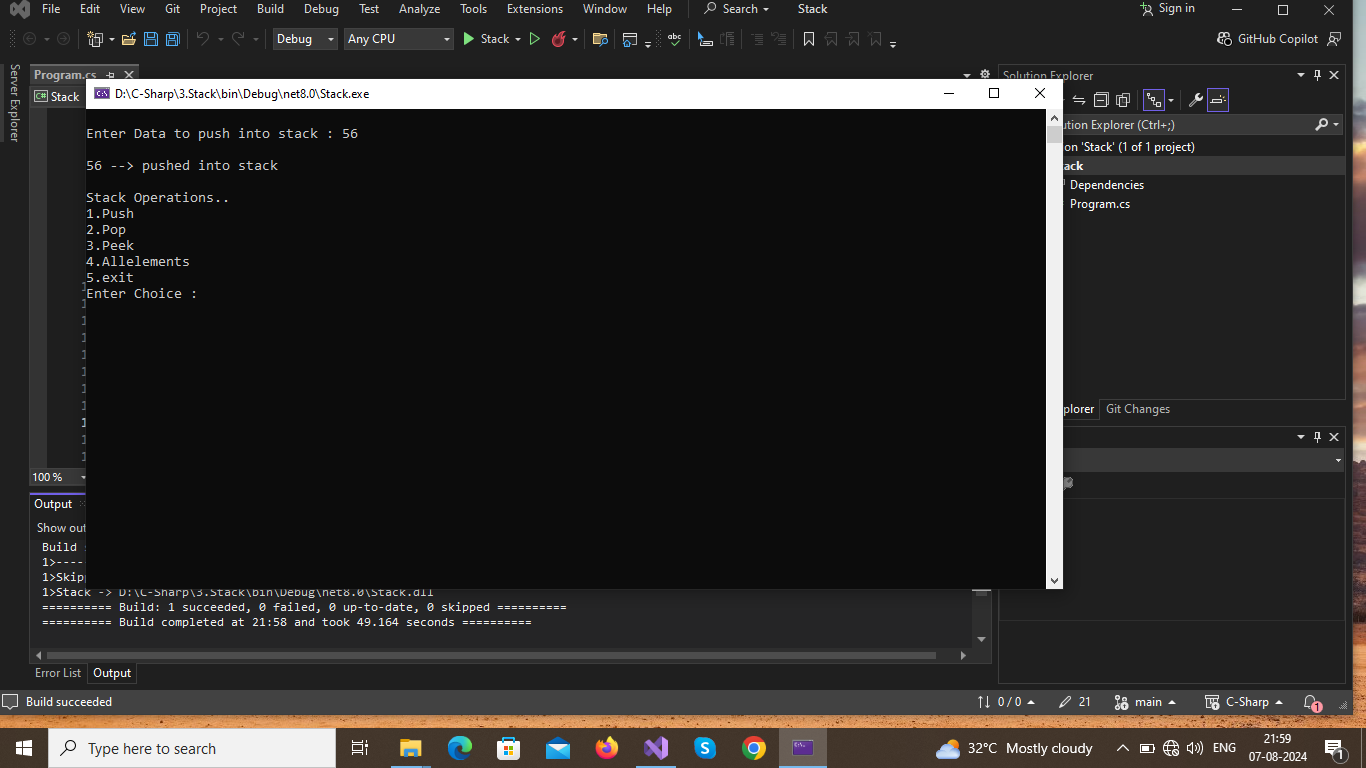 File Edit View Git Project Build Debug Test Analyze Tools Extensions Window Help Search Stack Sign in
Debug Any CPU Stack abc GitHub Copilot
Server Explorer
Program.cs
Solution Explorer
C# Stack
D:\C-Sharp\3.Stack\bin\Debug\net8.0\Stack.exe
Enter Data to push into stack : 56
56 --> pushed into stack
Stack Operations..
1.Push
2.Pop
3.Peek
4.Allelements
5.exit
Enter Choice :
ution Explorer (Ctrl+;)
on 'Stack' (1 of 1 project)
ack
Dependencies
Program.cs
plorer Git Changes
100 %
Output
Show out
Build
1>----
1>Skipp
1>Stack -> D:\C-Sharp\3.Stack\bin\Debug\net8.0\Stack.dll
========== Build: 1 succeeded, 0 failed, 0 up-to-date, 0 skipped ==========
========== Build completed at 21:58 and took 49.164 seconds ==========
Error List Output
Build succeeded 0 / 0 21 main C-Sharp 1
Type here to search 32°C Mostly cloudy ENG 21:59
07-08-2024 1